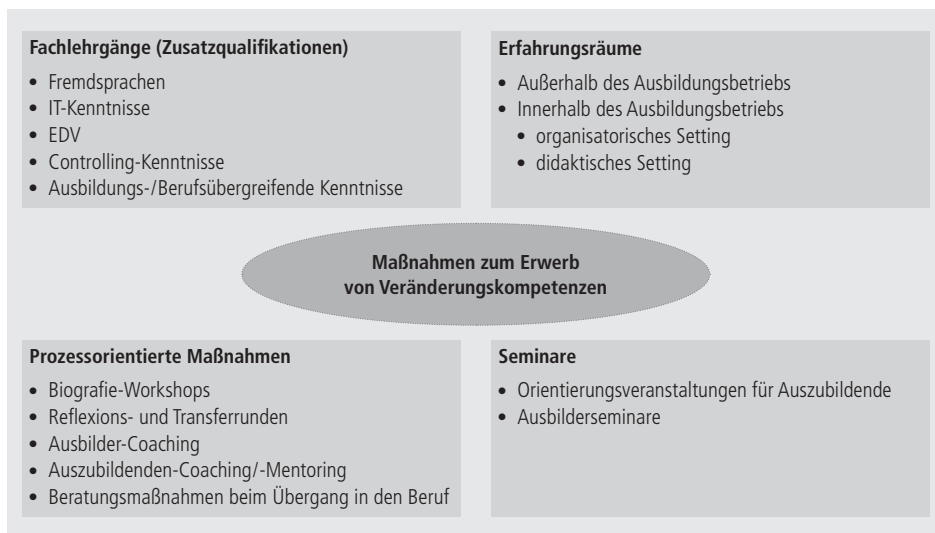 Fachlehrgänge (Zusatzqualifikationen)
• Fremdsprachen
• IT-Kenntnisse
• EDV
• Controlling-Kenntnisse
• Ausbildungs-/Berufsübergreifende Kenntnisse
Erfahrungsräume
• Außerhalb des Ausbildungsbetriebs
• Innerhalb des Ausbildungsbetriebs
• organisatorisches Setting
• didaktisches Setting
Maßnahmen zum Erwerb
von Veränderungskompetenzen
Prozessorientierte Maßnahmen
• Biografie-Workshops
• Reflexions- und Transferrunden
• Ausbilder-Coaching
• Auszubildenden-Coaching/-Mentoring
• Beratungsmaßnahmen beim Übergang in den Beruf
Seminare
• Orientierungsveranstaltungen für Auszubildende
• Ausbilderseminare